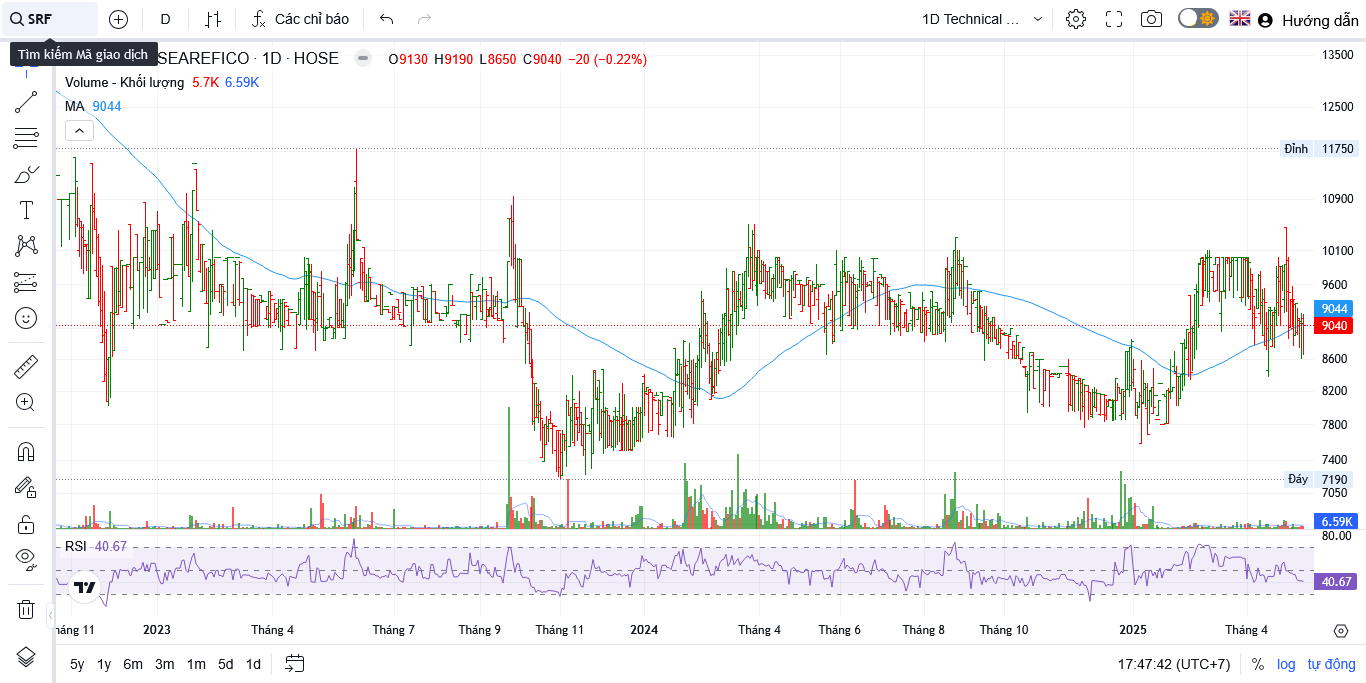 SRF D Các chỉ báo 1D Technical ... Hướng dẫn
Tìm kiếm Mã giao dịch
SEAREFICO · 1D · HOSE O9130 H9190 L8650 C9040 −20 (−0.22%)
Volume - Khối lượng 5.7K 6.59K
MA 9044
13500
12500
Đỉnh 11750
10900
10100
9600
9044
9040
8600
8200
7800
7400
Đáy 7190
7050
6.59K
80.00
RSI 40.67
40.67
háng 11 2023 Tháng 4 Tháng 7 Tháng 9 Tháng 11 2024 Tháng 4 Tháng 6 Tháng 8 Tháng 10 2025 Tháng 4
5y 1y 6m 3m 1m 5d 1d 17:47:42 (UTC+7) % log tự động